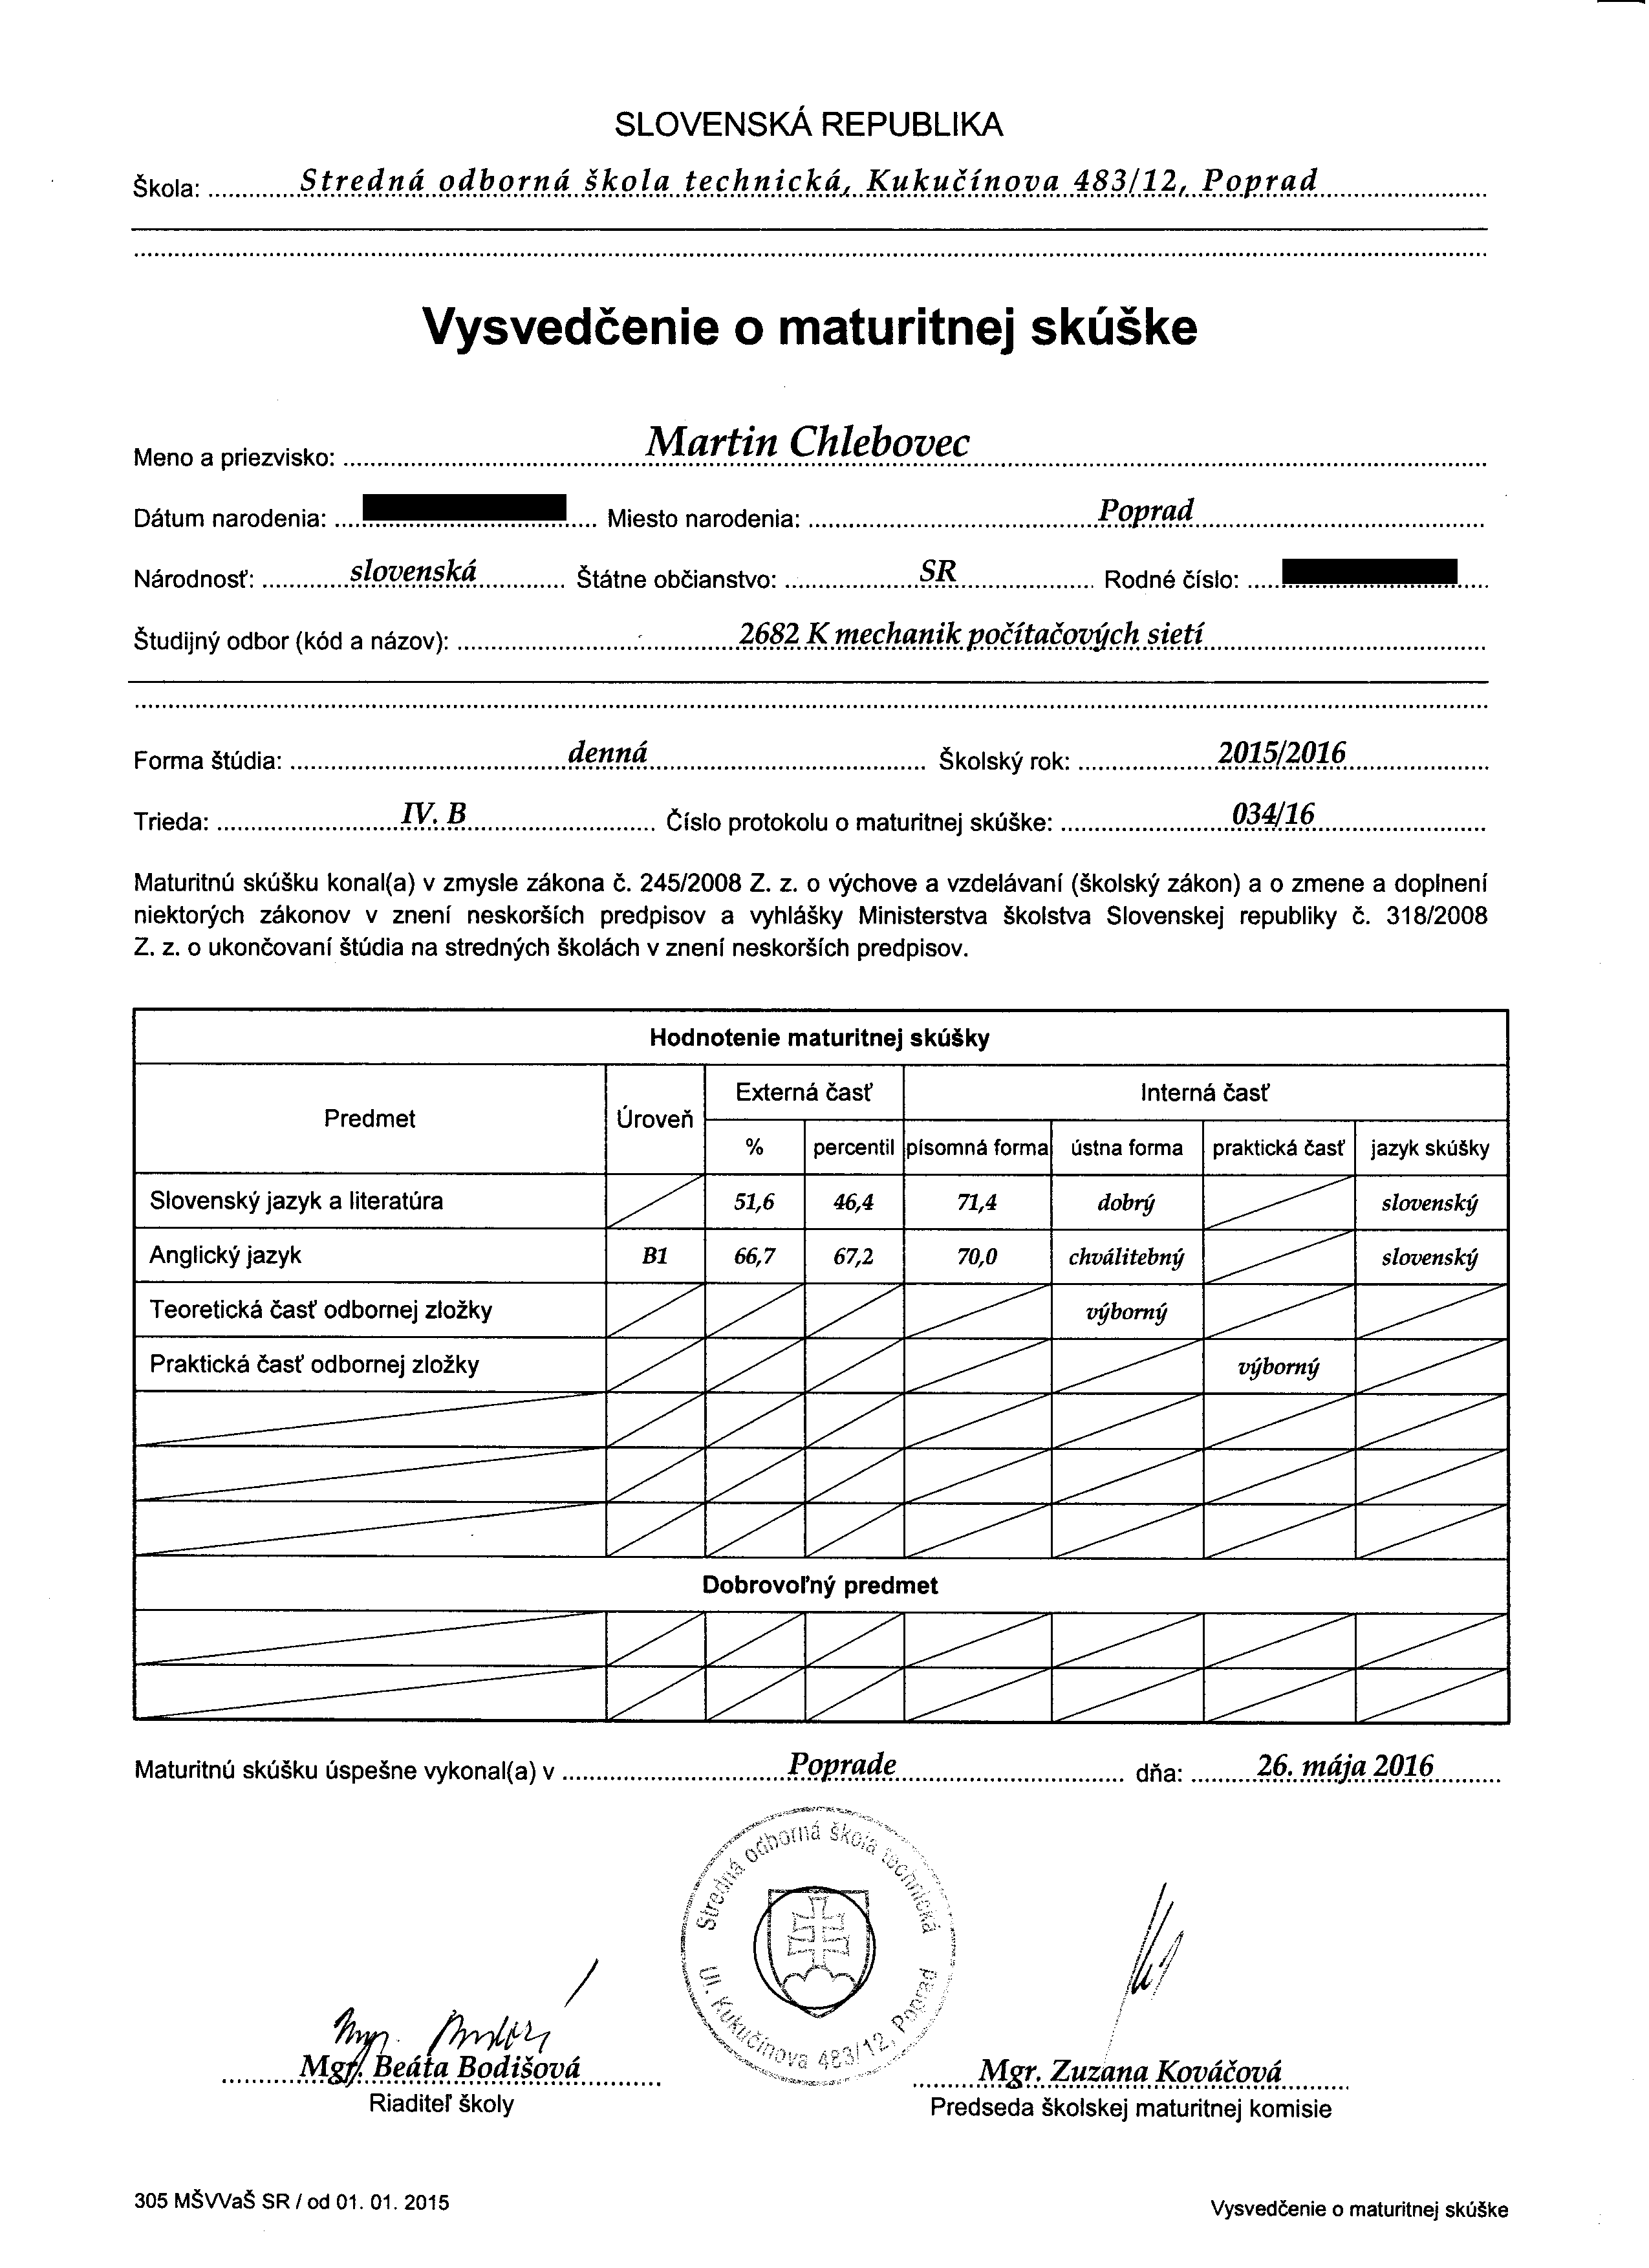 SLOVENSKÁ REPUBLIKA
Škola: Stredná odborná škola technická, Kukučínova 483/12, Poprad
Vysvedčenie o maturitnej skúške
Meno a priezvisko: Martin Chlebovec
Dátum narodenia: Miesto narodenia: Poprad
Národnosť: slovenská Štátne občianstvo: SR Rodné číslo:
Študijný odbor (kód a názov): 2682 K mechanik počítačových sietí
Forma štúdia: denná Školský rok: 2015/2016
Trieda: IV. B Číslo protokolu o maturitnej skúške: 034/16
Maturitnú skúšku konal(a) v zmysle zákona č. 245/2008 Z. z. o výchove a vzdelávaní (školský zákon) a o zmene a doplnení
niektorých zákonov v znení neskorších predpisov a vyhlášky Ministerstva školstva Slovenskej republiky č. 318/2008
Z. z. o ukončovaní štúdia na stredných školách v znení neskorších predpisov.
Hodnotenie maturitnej skúšky
Predmet Úroveň Externá časť Interná časť
% percentil písomná forma ústna forma praktická časť jazyk skúšky
Slovenský jazyk a literatúra 51,6 46,4 71,4 dobrý slovenský
Anglický jazyk B1 66,7 67,2 70,0 chválitebný slovenský
Teoretická časť odbornej zložky výborný
Praktická časť odbornej zložky výborný
Dobrovoľný predmet
Maturitnú skúšku úspešne vykonal(a) v Poprade dňa: 26. mája 2016
Stredná odborná škola technická
Ul. Kukučínova 483/12, Poprad
Mgr. Beáta Bodišová
Riaditeľ školy
Mgr. Zuzana Kováčová
Predseda školskej maturitnej komisie
305 MŠVVaŠ SR / od 01. 01. 2015
Vysvedčenie o maturitnej skúške